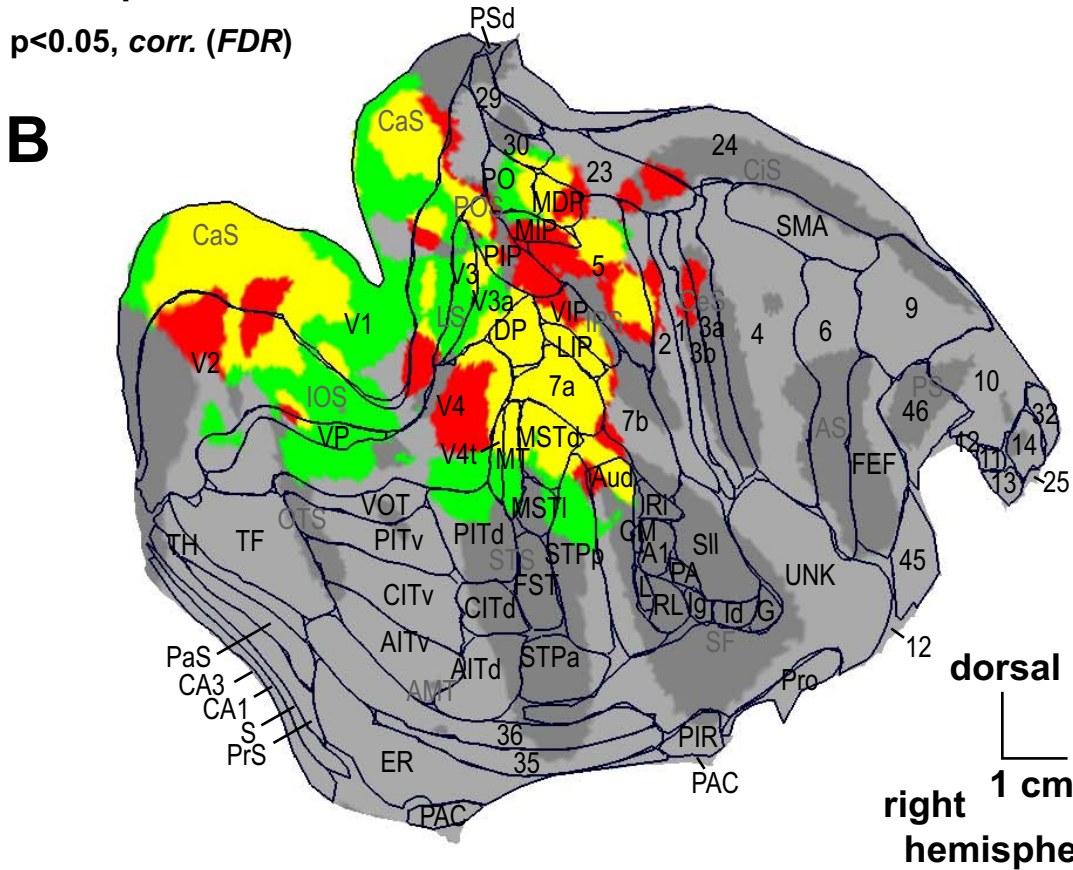 p<0.05, corr. (FDR)
B
PSd
29
CaS
30
23
24
CiS
PO
MDP
POS
SMA
CaS
MIP
PIP
V3
5
V3a
9
V1
LS
VIP
IPS
CeS
DP
2
1
3a
3b
4
6
LIP
V2
7a
10
PS
IOS
V4
46
32
7b
AS
VP
MSTd
12
11
14
V4t
MT
FEF
13
25
Aud
VOT
MSTl
IRi
OTS
PITv
PITd
CM
TH
TF
STS
STPp
A1
SII
FST
PA
UNK
45
CITv
CITd
L
RL
Ig
Id
G
AITv
SF
12
PaS
AITd
STPa
CA3
AMT
Pro
dorsal
CA1
S
36
PIR
PrS
ER
35
PAC
1 cm
PAC
right
hemisphe